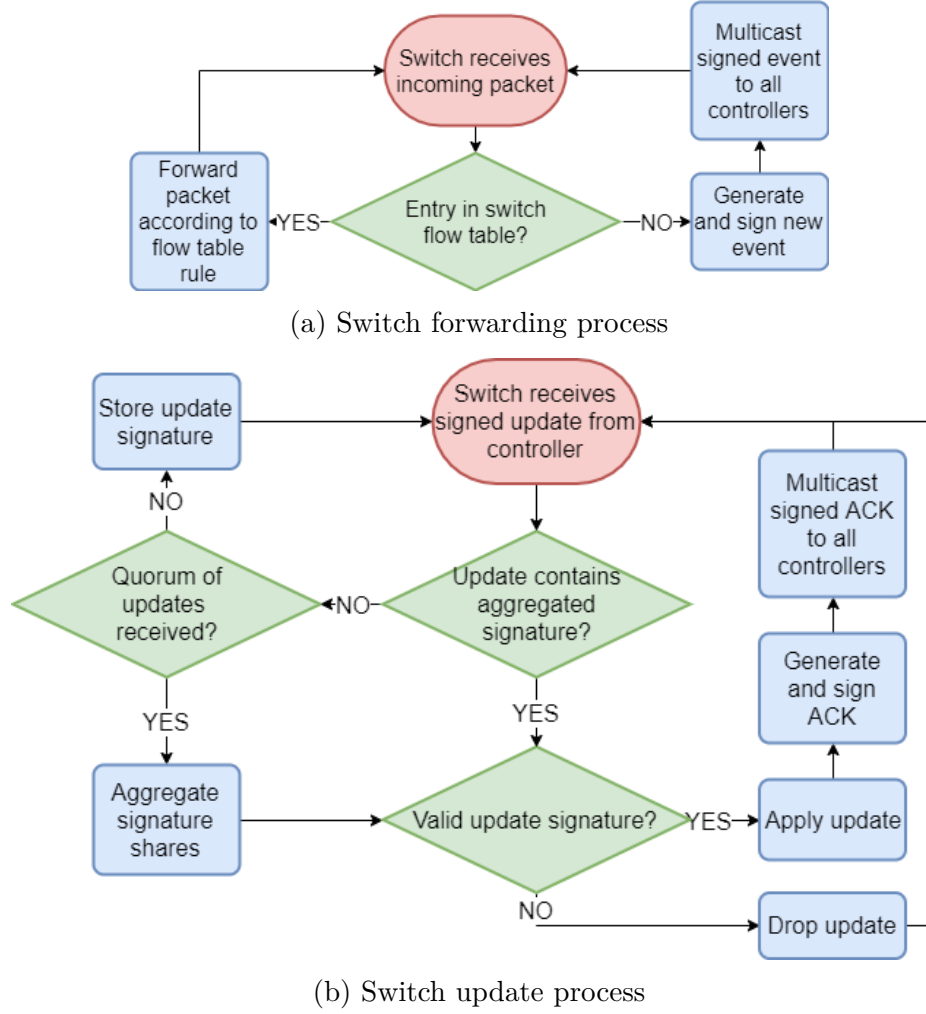 Switch receives
incoming packet
Multicast
signed event
to all
controllers
Forward
packet
according to
flow table
rule
YES
Entry in switch
flow table?
NO
Generate
and sign new
event
(a) Switch forwarding process
Store update
signature
Switch receives
signed update from
controller
Multicast
signed ACK
to all
controllers
NO
Quorum of
updates
received?
NO
Update contains
aggregated
signature?
Generate
and sign
ACK
YES
YES
Aggregate
signature
shares
Valid update signature?
YES
Apply update
NO
Drop update
(b) Switch update process